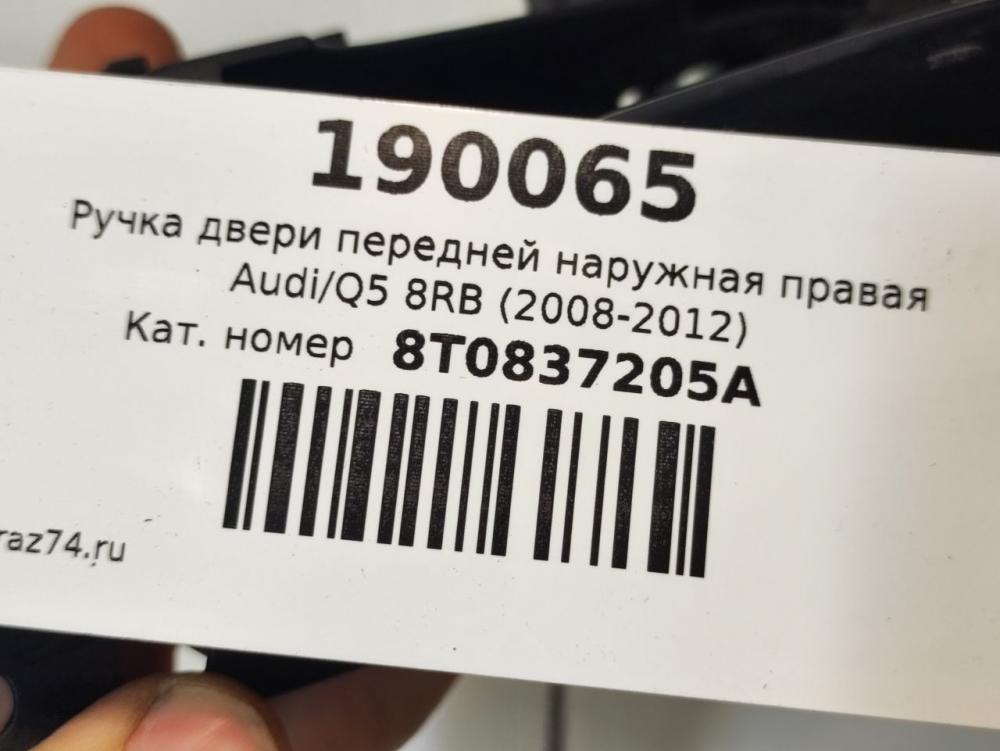 190065
Ручка двери передней наружная правая
Audi/Q5 8RB (2008-2012)
Кат. номер 8T0837205A
raz74.ru